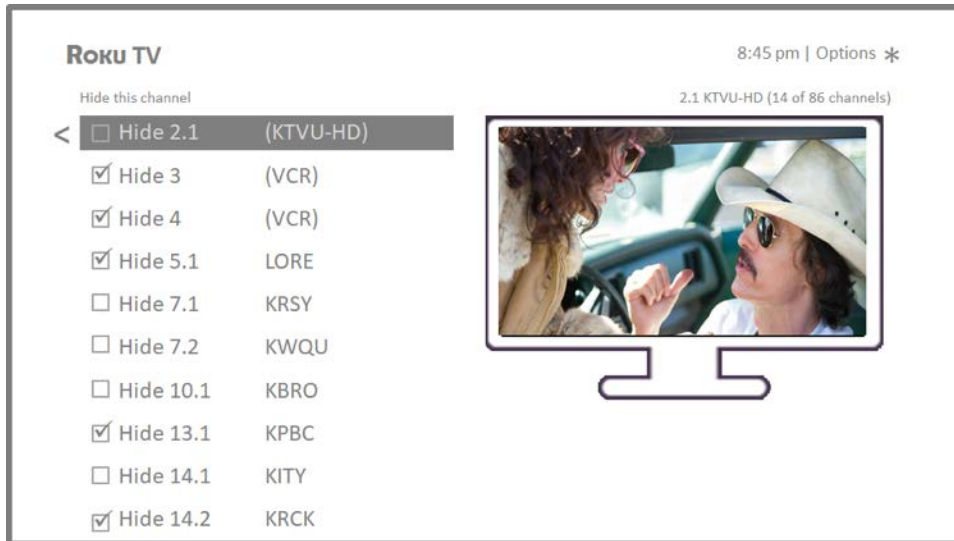 ROKU TV
8:45 pm | Options *
Hide this channel
2.1 KTVU-HD (14 of 86 channels)
< Hide 2.1 (KTVU-HD)
Hide 3 (VCR)
Hide 4 (VCR)
Hide 5.1 LORE
Hide 7.1 KRSY
Hide 7.2 KWQU
Hide 10.1 KBRO
Hide 13.1 KPBC
Hide 14.1 KITY
Hide 14.2 KRCK